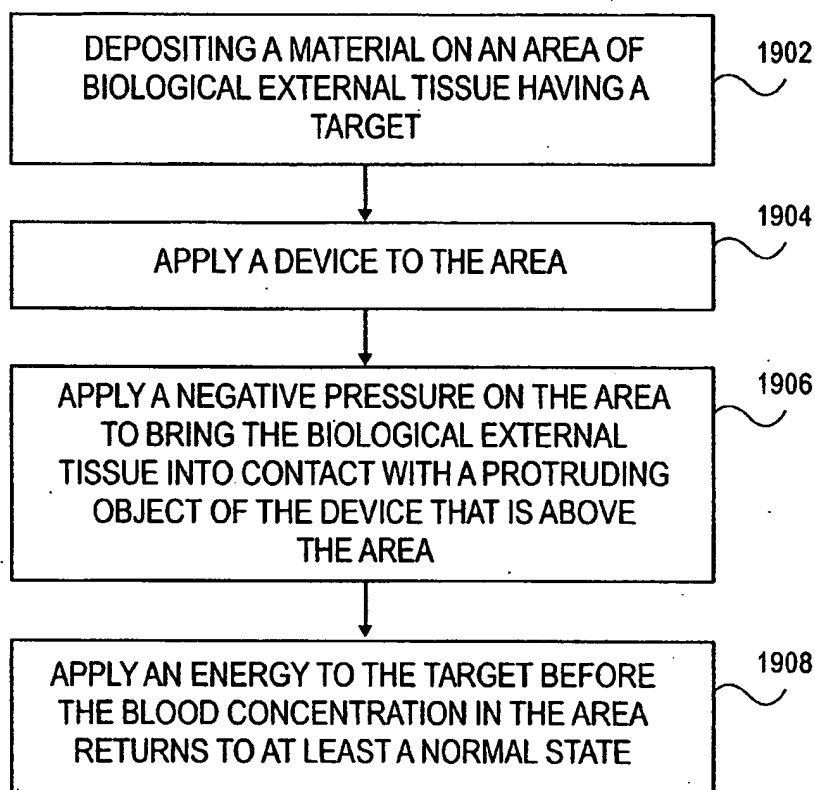 DEPOSITING A MATERIAL ON AN AREA OF
BIOLOGICAL EXTERNAL TISSUE HAVING A
TARGET
1902
APPLY A DEVICE TO THE AREA
1904
APPLY A NEGATIVE PRESSURE ON THE AREA
TO BRING THE BIOLOGICAL EXTERNAL
TISSUE INTO CONTACT WITH A PROTRUDING
OBJECT OF THE DEVICE THAT IS ABOVE
THE AREA
1906
APPLY AN ENERGY TO THE TARGET BEFORE
THE BLOOD CONCENTRATION IN THE AREA
RETURNS TO AT LEAST A NORMAL STATE
1908